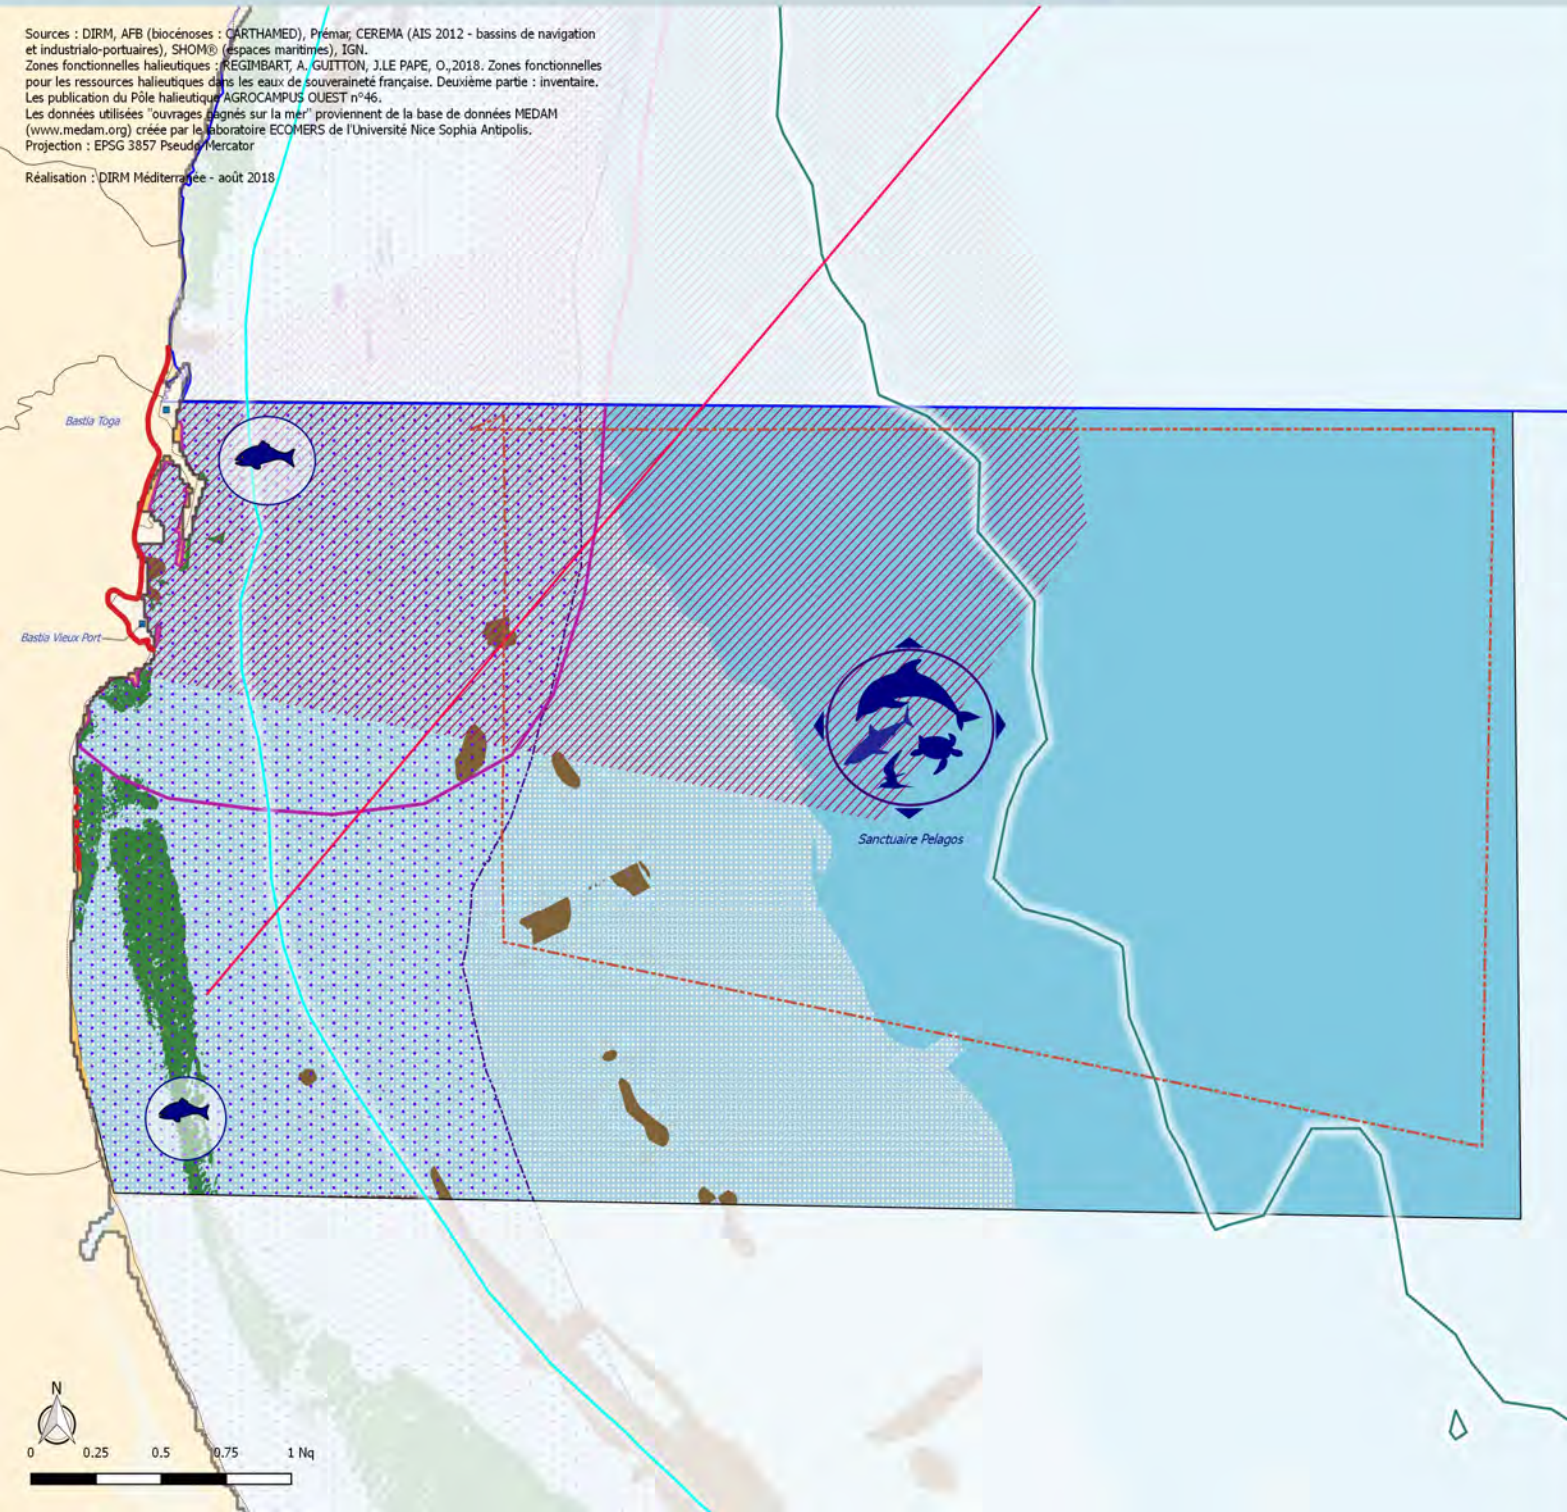 Sources : DIRM, AFB (biocénoses : CARTHAMED), Prémar, CEREMA (AIS 2012 - bassins de navigation
et industrialo-portuaires), SHOM® (espaces maritimes), IGN.
Zones fonctionnelles halieutiques : REGIMBART, A. GUITTON, J.LE PAPE, O.,2018. Zones fonctionnelles
pour les ressources halieutiques dans les eaux de souveraineté française. Deuxième partie : inventaire.
Les publication du Pôle halieutique AGROCAMPUS OUEST n°46.
Les données utilisées "ouvrages gagnés sur la mer" proviennent de la base de données MEDAM
(www.medam.org) créée par le laboratoire ECOMERS de l'Université Nice Sophia Antipolis.
Projection : EPSG 3857 Pseudo Mercator
Réalisation : DIRM Méditerranée - août 2018
Bastia Toga
Bastia Vieux Port
Sanctuaire Pelagos
N
0 0.25 0.5 0.75 1 Nq